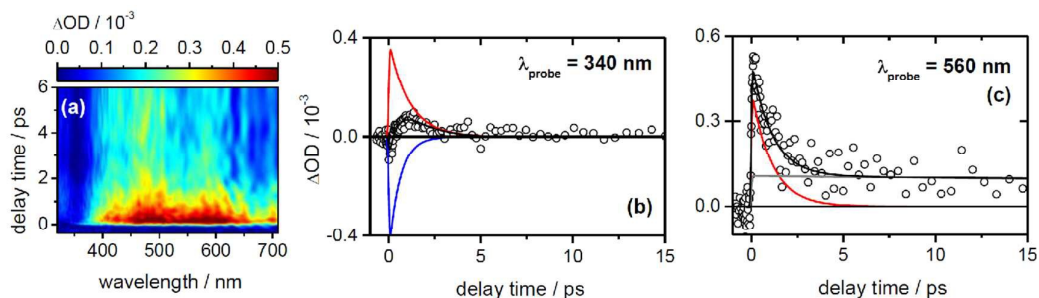 ΔOD / 10⁻³
0.0 0.1 0.2 0.3 0.4 0.5
6
4
2
0
(a)
delay time / ps
400 500 600 700
wavelength / nm
0.4
0.0
-0.4
ΔOD / 10⁻³
λprobe = 340 nm
(b)
0 5 10 15
delay time / ps
0.6
0.3
0.0
λprobe = 560 nm
(c)
0 5 10 15
delay time / ps